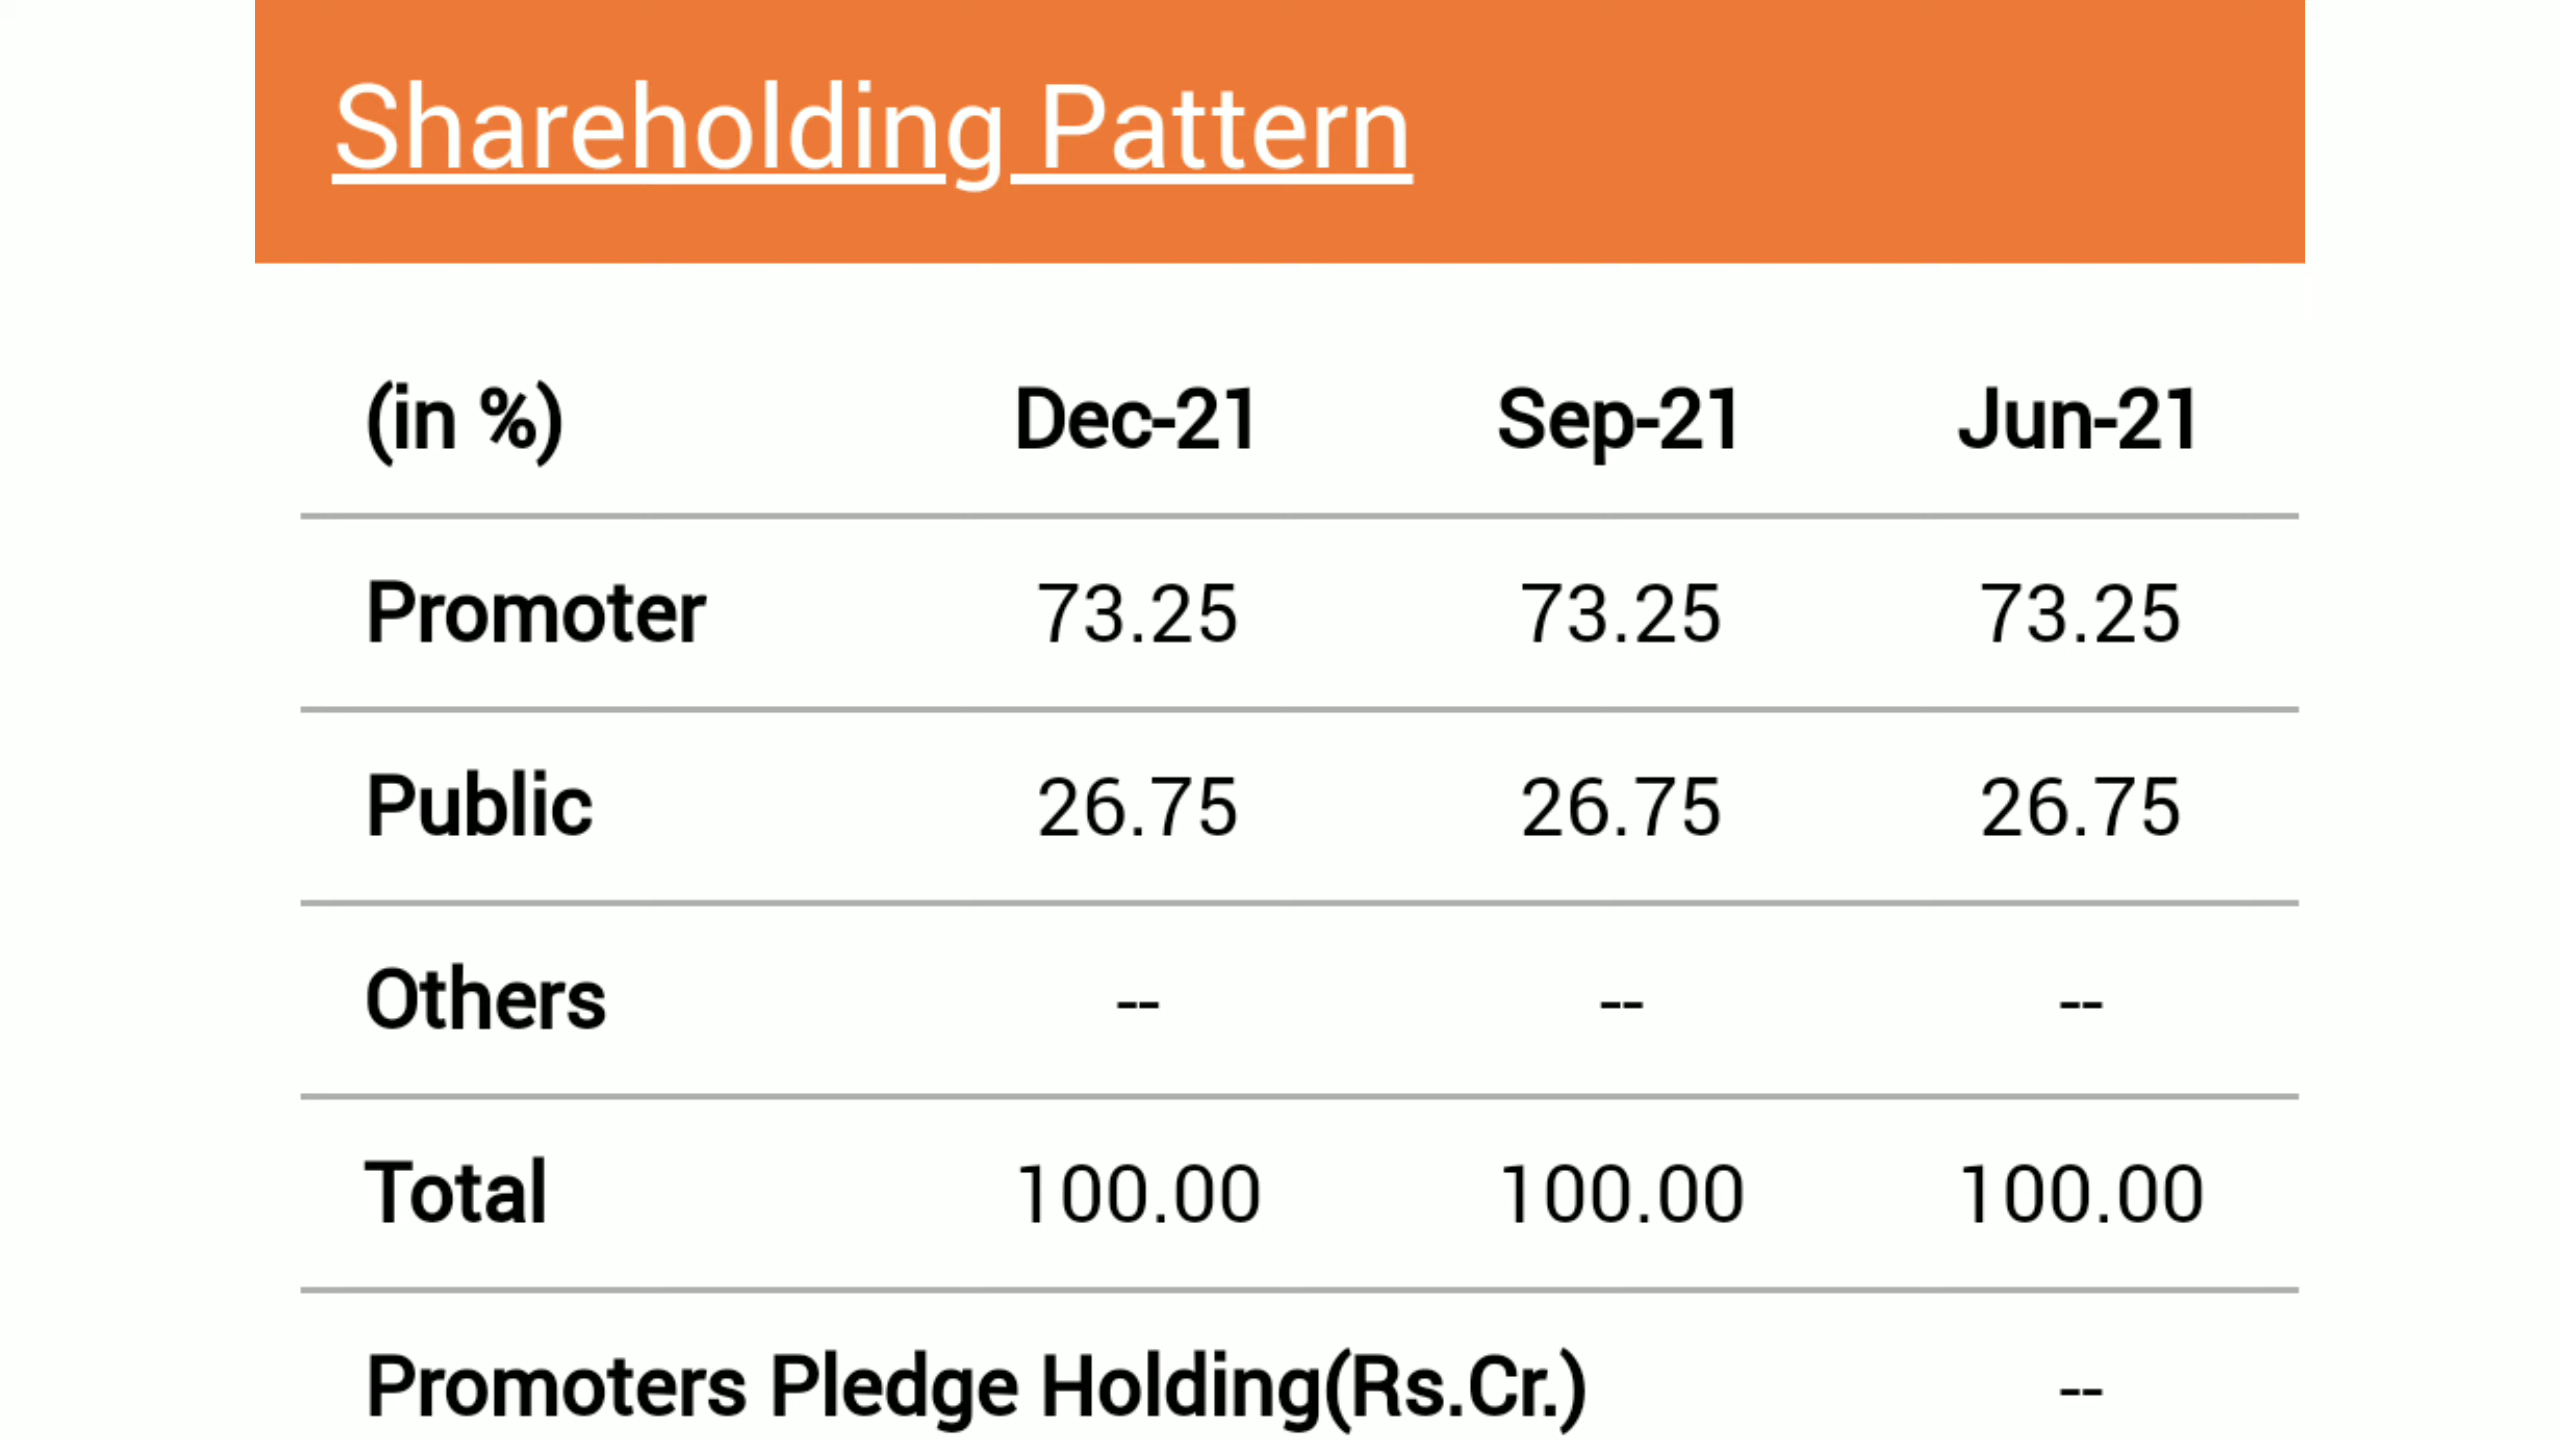 Shareholding Pattern
(in %) Dec-21 Sep-21 Jun-21
Promoter 73.25 73.25 73.25
Public 26.75 26.75 26.75
Others -- -- --
Total 100.00 100.00 100.00
Promoters Pledge Holding(Rs.Cr.) --